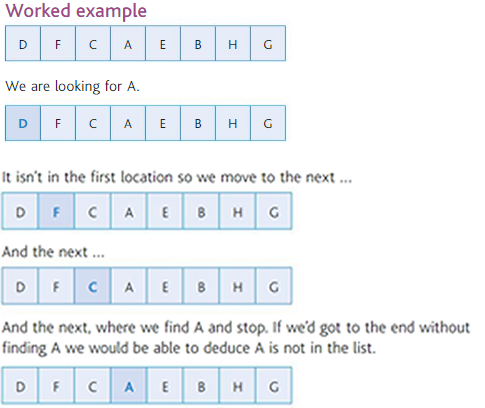 Worked example
D F C A E B H G
We are looking for A.
D F C A E B H G
It isn't in the first location so we move to the next ...
D F C A E B H G
And the next ...
D F C A E B H G
And the next, where we find A and stop. If we'd got to the end without
finding A we would be able to deduce A is not in the list.
D F C A E B H G